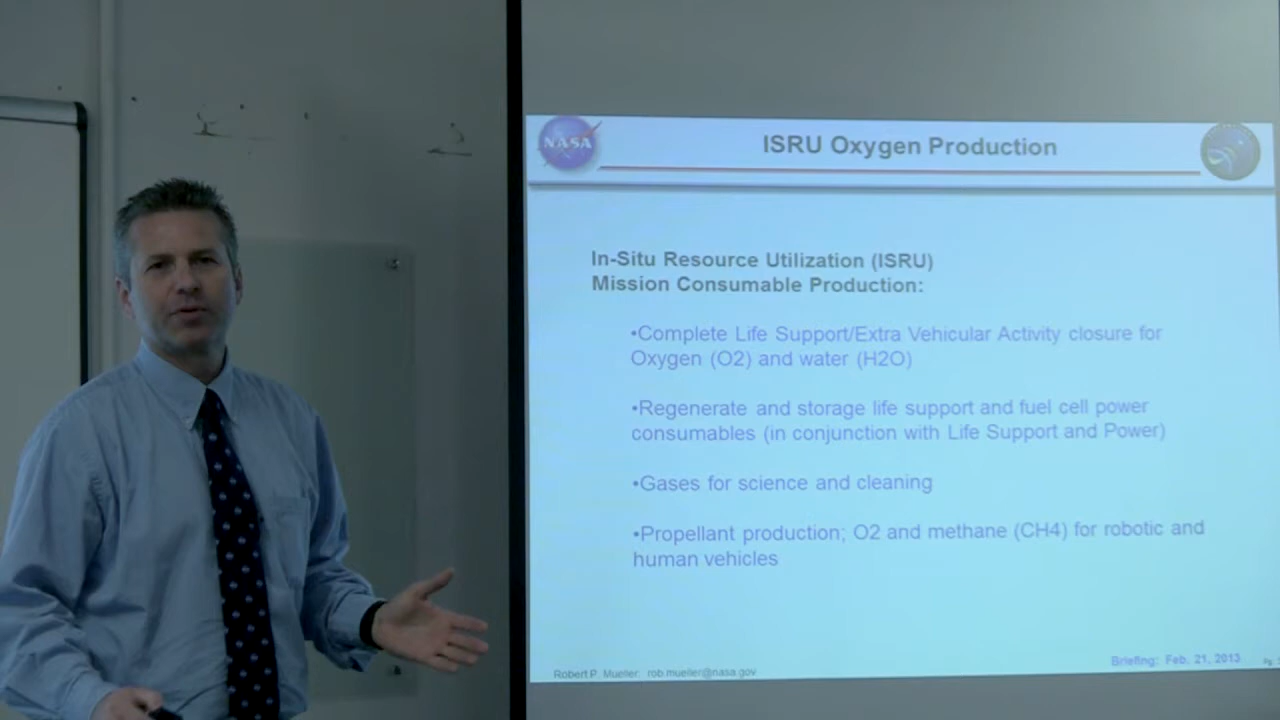 NASA
ISRU Oxygen Production
In-Situ Resource Utilization (ISRU)
Mission Consumable Production:
•Complete Life Support/Extra Vehicular Activity closure for
Oxygen (O2) and water (H2O)
•Regenerate and storage life support and fuel cell power
consumables (in conjunction with Life Support and Power)
•Gases for science and cleaning
•Propellant production; O2 and methane (CH4) for robotic and
human vehicles
Robert P. Mueller: rob.mueller@nasa.gov
Briefing: Feb. 21, 2013